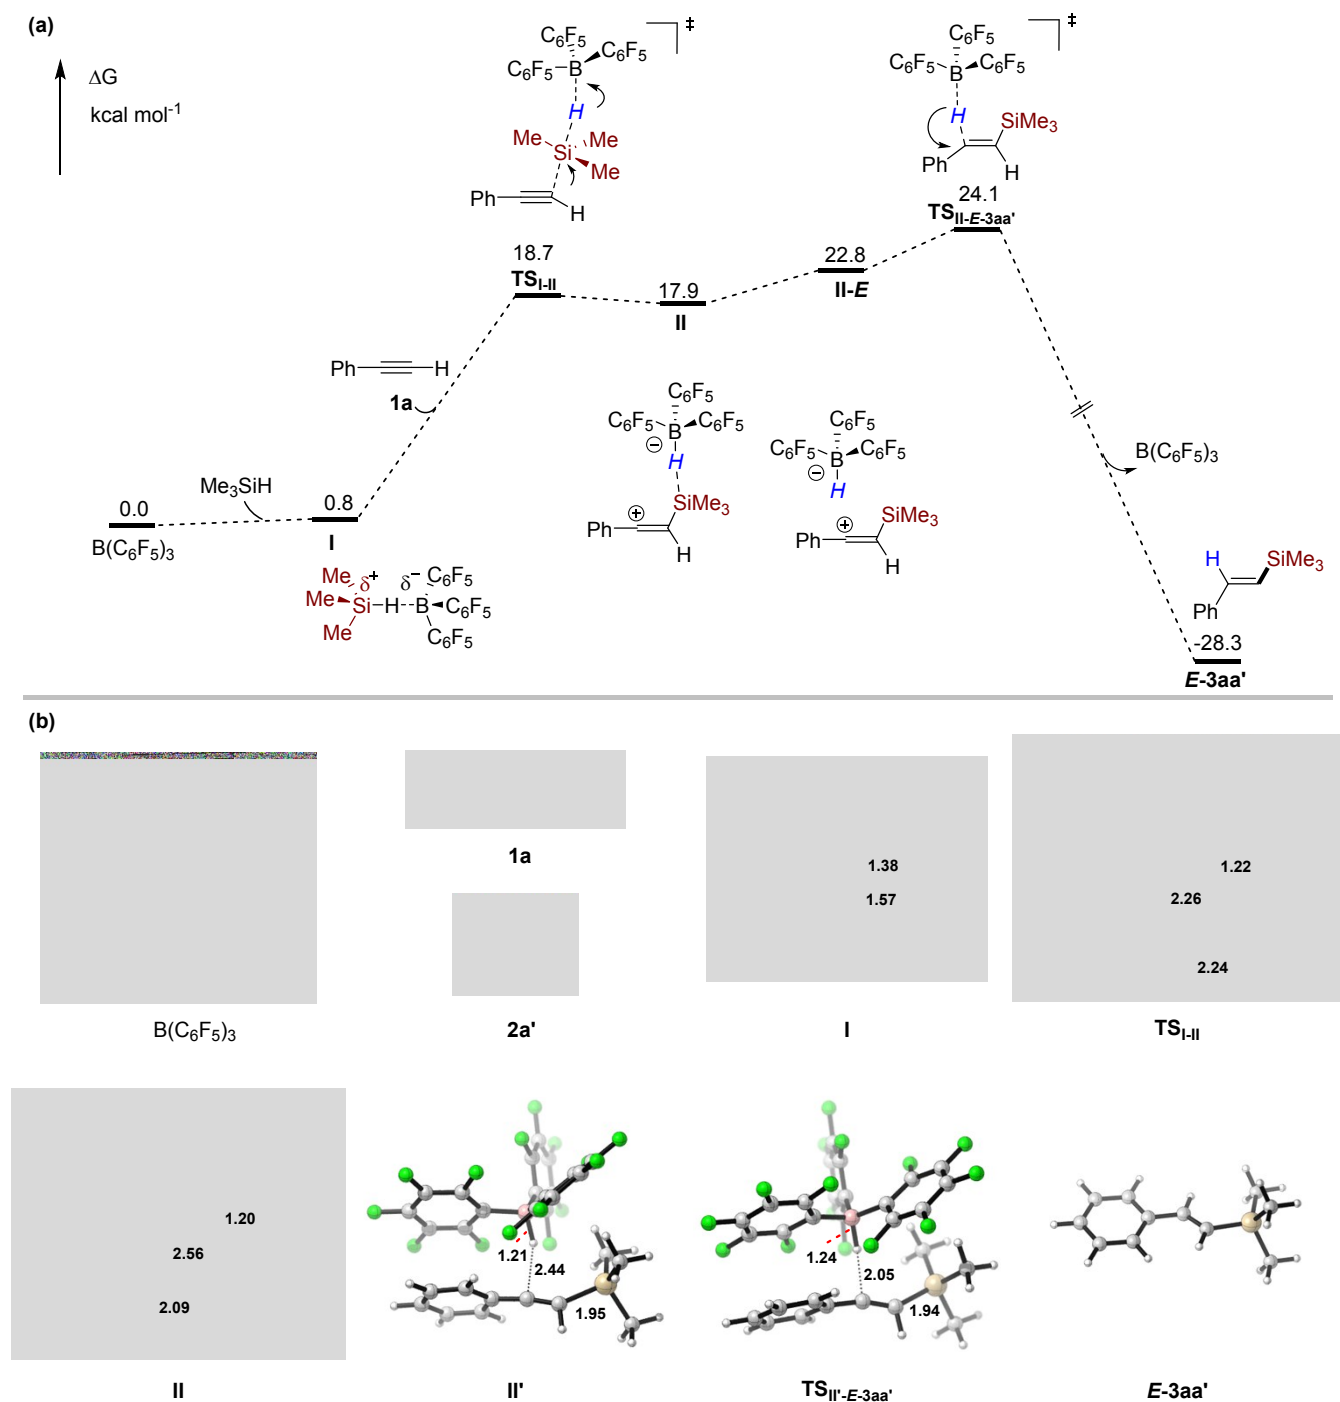 (a)
ΔG
kcal mol⁻¹
‡
C₆F₅
C₆F₅
C₆F₅
B
H
Me
Me
Si
Me
Ph
H
18.7
TS_I-II
‡
C₆F₅
C₆F₅
C₆F₅
B
H
SiMe₃
Ph
H
24.1
TS_II-E-3aa'
22.8
II-E
17.9
II
Ph
H
1a
Me₃SiH
0.0
B(C₆F₅)₃
0.8
I
Me
δ⁺
Me
Si
H
B
δ⁻
C₆F₅
C₆F₅
C₆F₅
Me
C₆F₅
C₆F₅
C₆F₅
B
⊖
H
SiMe₃
⊕
Ph
H
C₆F₅
C₆F₅
C₆F₅
B
⊖
H
SiMe₃
⊕
Ph
H
B(C₆F₅)₃
H
SiMe₃
Ph
-28.3
E-3aa'
(b)
B(C₆F₅)₃
1a
2a'
1.38
1.57
I
1.22
2.26
2.24
TS_I-II
1.20
2.56
2.09
II
1.21
2.44
1.95
II'
1.24
2.05
1.94
TS_II'-E-3aa'
E-3aa'